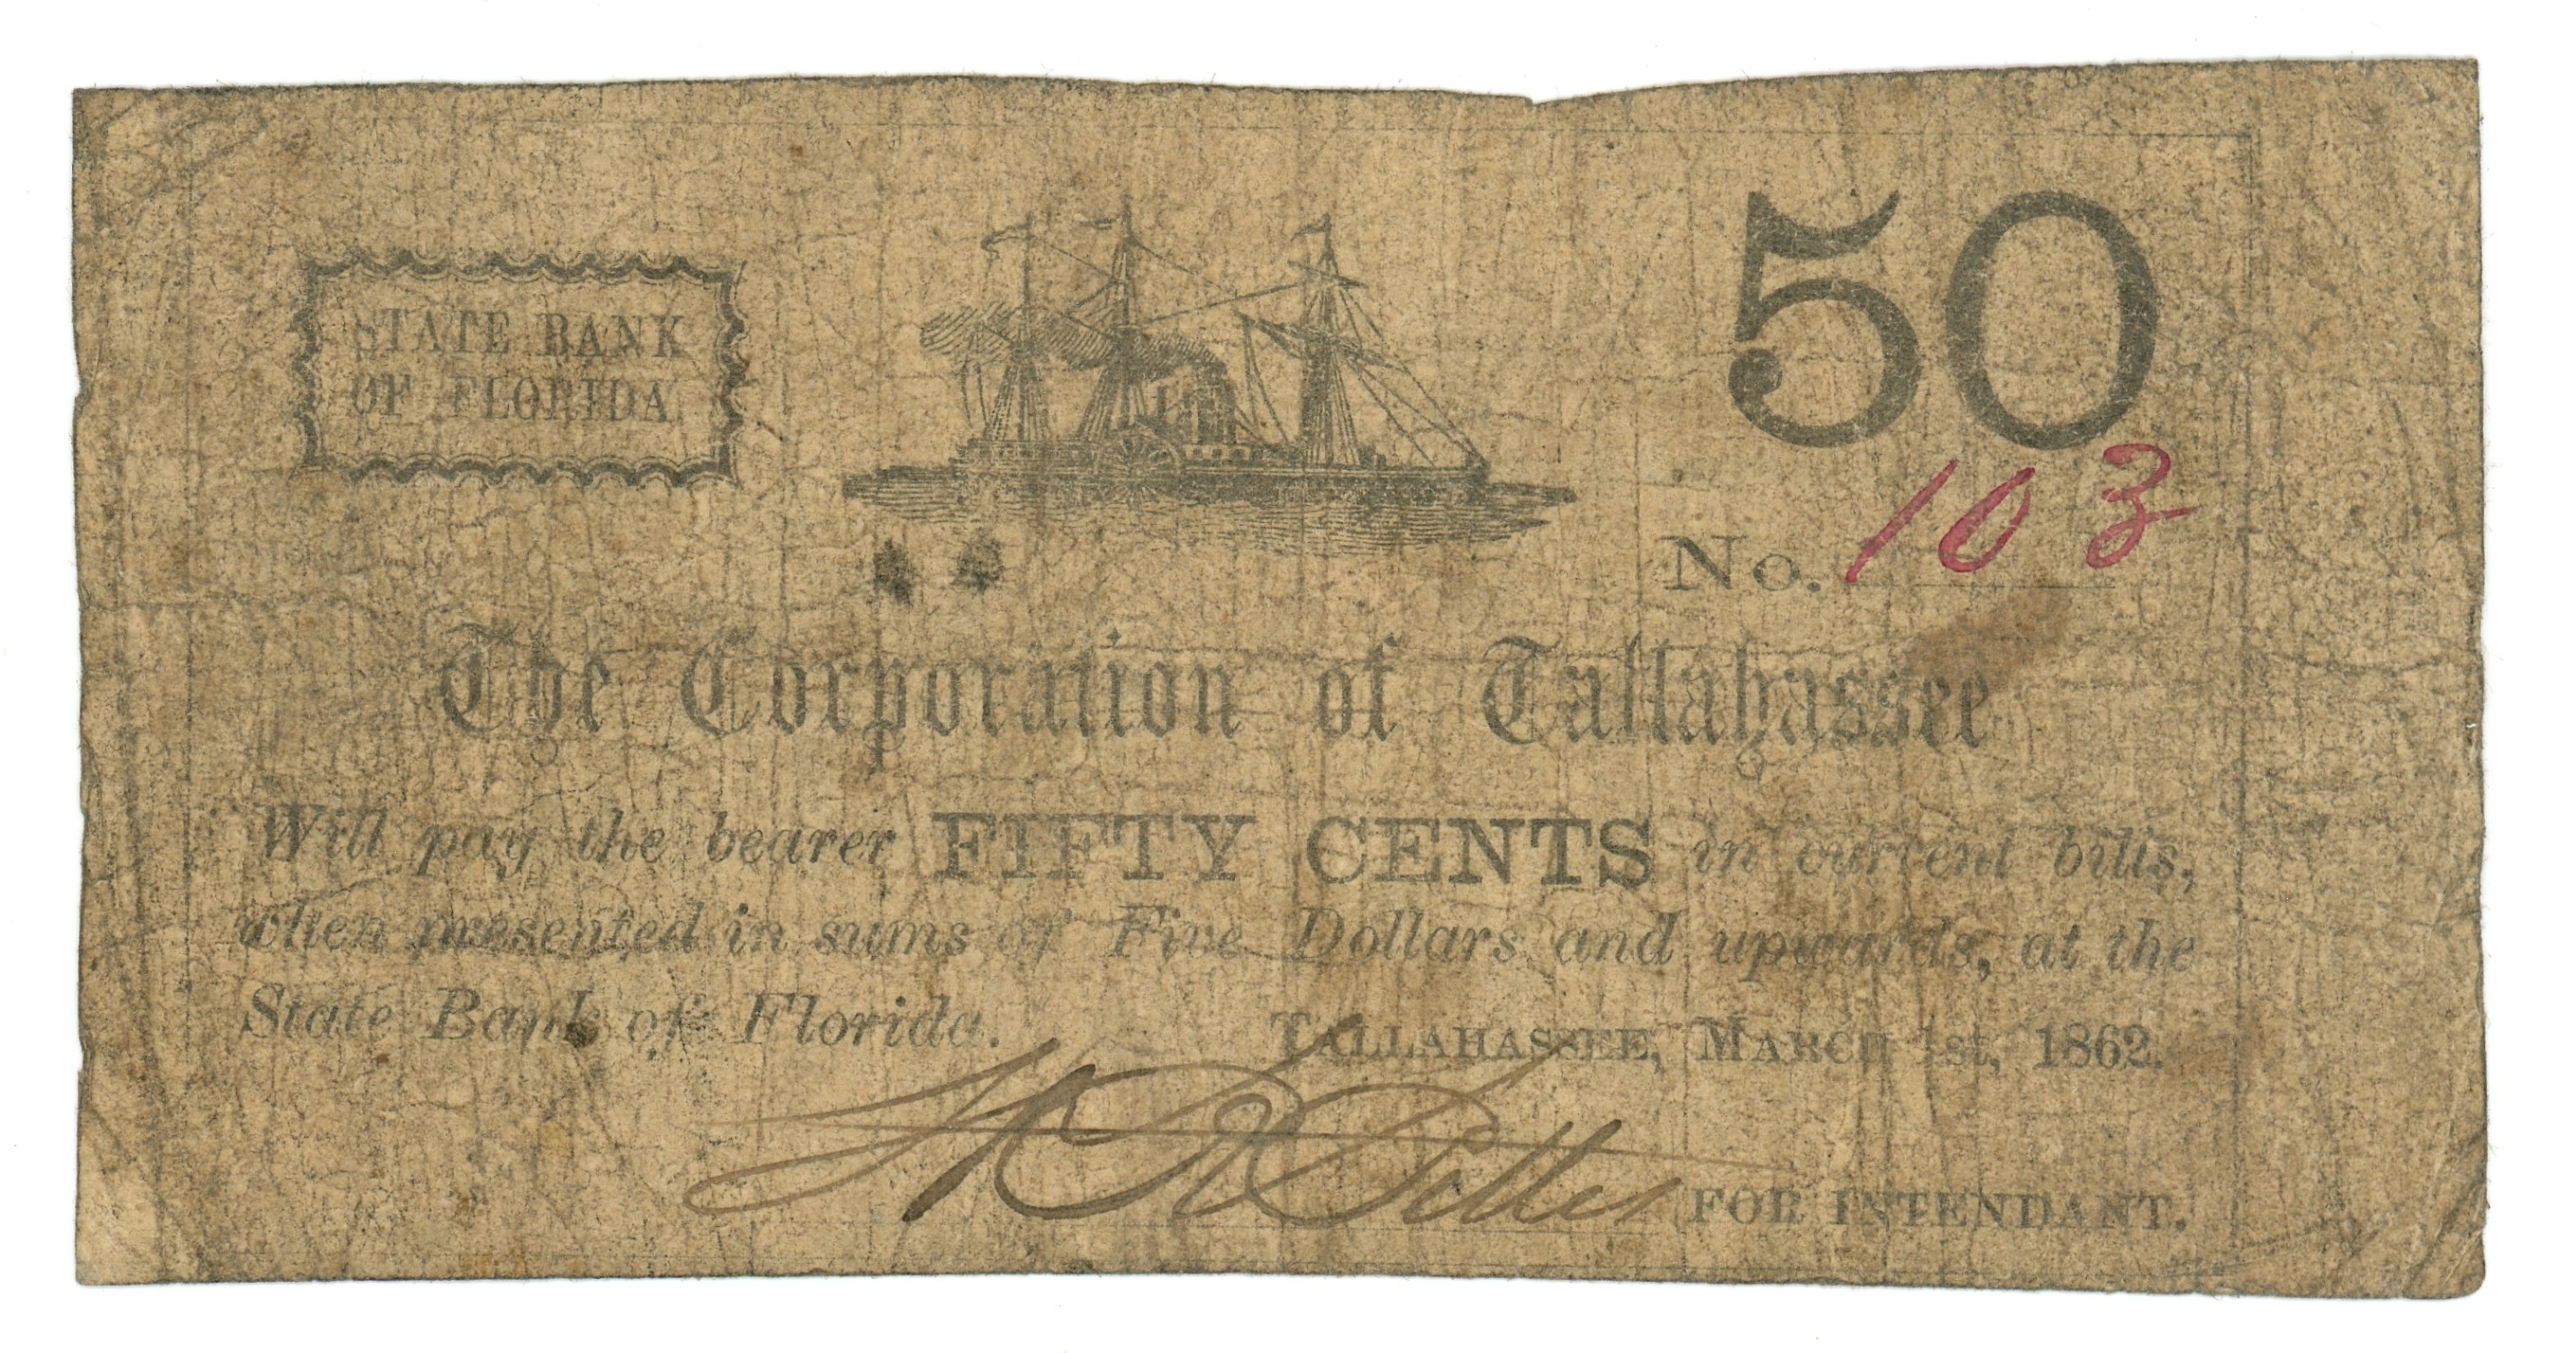 STATE BANK
OF FLORIDA
50
No. 103
The Corporation of Tallahassee
Will pay the bearer FIFTY CENTS in current bills,
when presented in sums of Five Dollars and upwards, at the
State Bank of Florida.
TALLAHASSEE, MARCH 1st, 1862.
FOR INTENDANT.